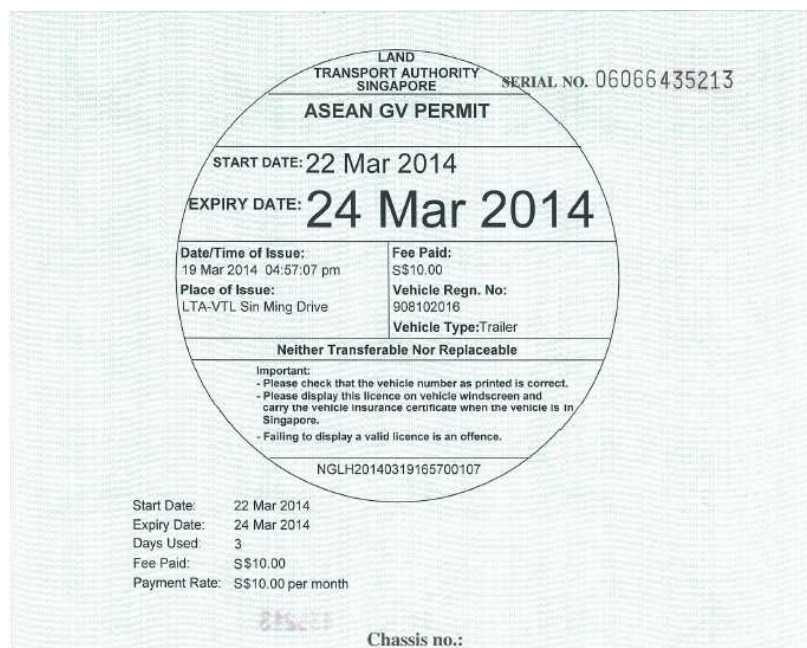 LAND
TRANSPORT AUTHORITY
SINGAPORE
SERIAL NO. 06066435213
ASEAN GV PERMIT
START DATE: 22 Mar 2014
EXPIRY DATE: 24 Mar 2014
Date/Time of Issue:
19 Mar 2014 04:57:07 pm
Place of Issue:
LTA-VTL Sin Ming Drive
Fee Paid:
S$10.00
Vehicle Regn. No:
908102016
Vehicle Type:Trailer
Neither Transferable Nor Replaceable
Important:
- Please check that the vehicle number as printed is correct.
- Please display this licence on vehicle windscreen and
carry the vehicle insurance certificate when the vehicle is in
Singapore.
- Failing to display a valid licence is an offence.
NGLH20140319165700107
Start Date: 22 Mar 2014
Expiry Date: 24 Mar 2014
Days Used: 3
Fee Paid: S$10.00
Payment Rate: S$10.00 per month
Chassis no.: